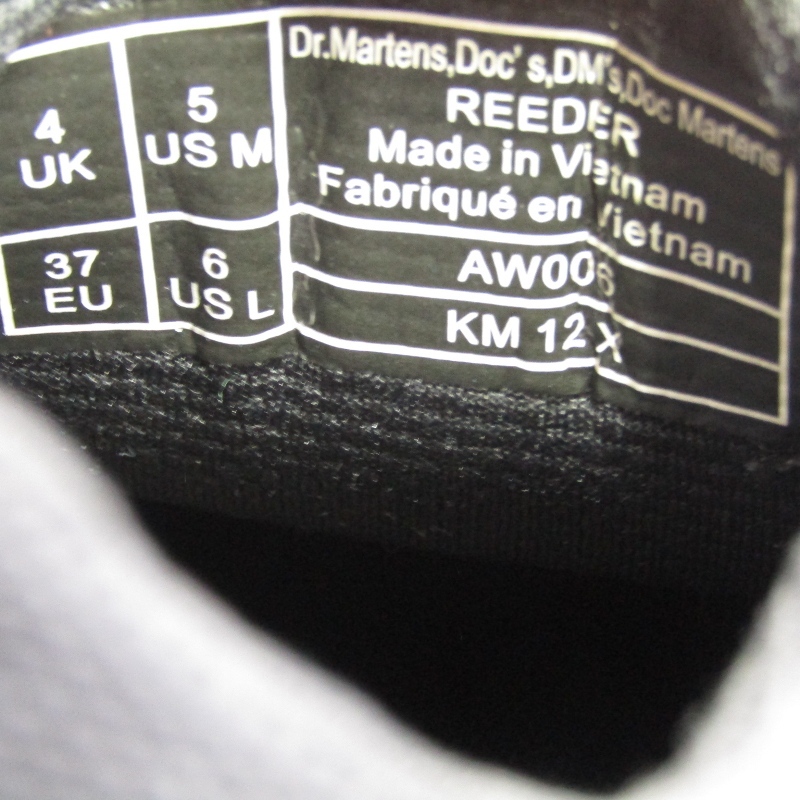 4
UK
5
US M
37
EU
6
US L
Dr.Martens,Doc's,DM's,Doc Martens
REEDER
Made in Vietnam
Fabriqué en Vietnam
AW006
KM 12 X